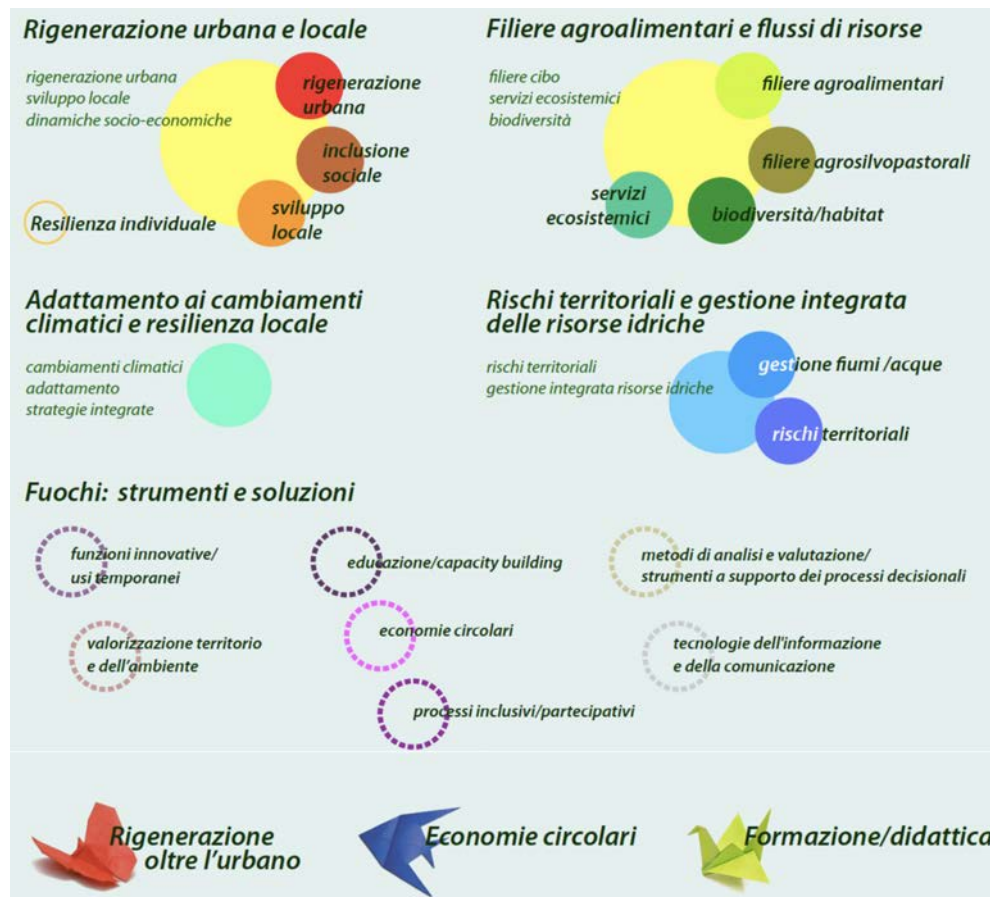 Rigenerazione urbana e locale
rigenerazione urbana
sviluppo locale
dinamiche socio-economiche
rigenerazione
urbana
inclusione
sociale
sviluppo
locale
Resilienza individuale
Filiere agroalimentari e flussi di risorse
filiere cibo
servizi ecosistemici
biodiversità
filiere agroalimentari
filiere agrosilvopastorali
servizi
ecosistemici
biodiversità/habitat
Adattamento ai cambiamenti
climatici e resilienza locale
cambiamenti climatici
adattamento
strategie integrate
Rischi territoriali e gestione integrata
delle risorse idriche
rischi territoriali
gestione integrata risorse idriche
gestione fiumi /acque
rischi territoriali
Fuochi: strumenti e soluzioni
funzioni innovative/
usi temporanei
educazione/capacity building
metodi di analisi e valutazione/
strumenti a supporto dei processi decisionali
valorizzazione territorio
e dell'ambiente
economie circolari
tecnologie dell'informazione
e della comunicazione
processi inclusivi/partecipativi
Rigenerazione
oltre l'urbano
Economie circolari
Formazione/didattica